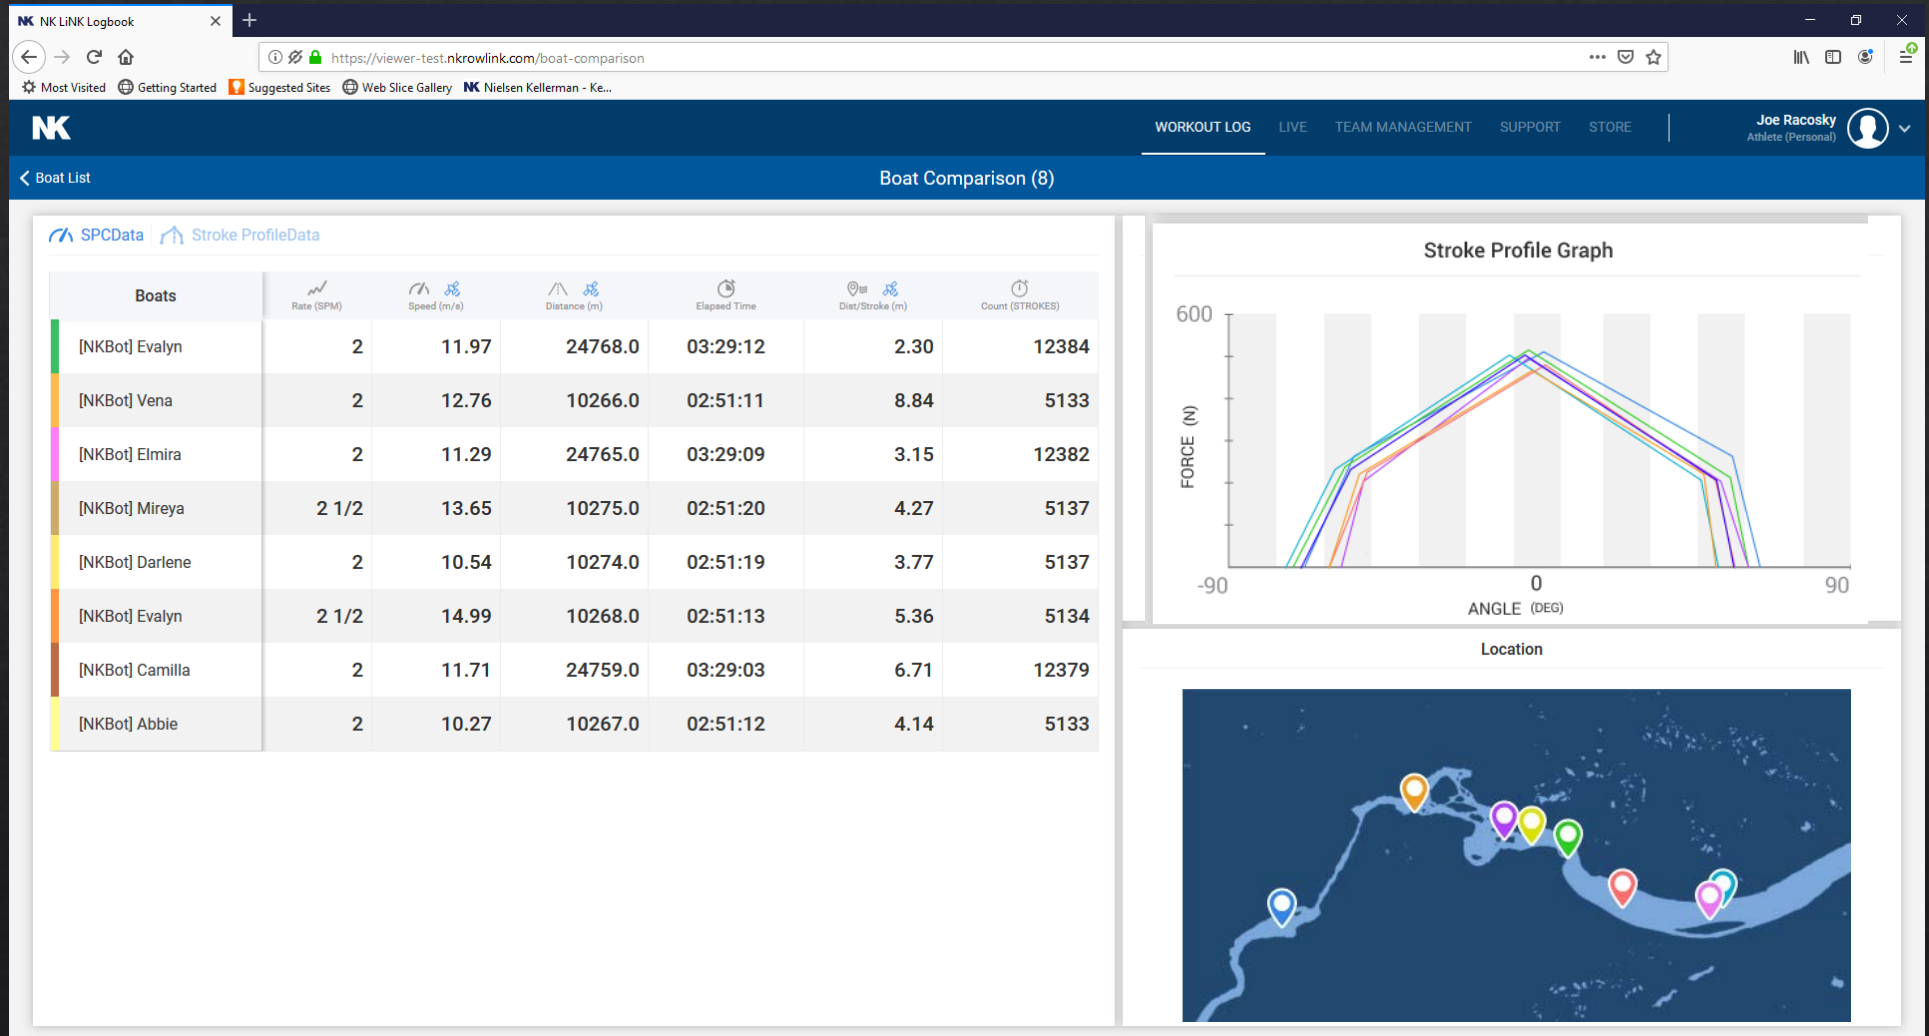 NK NK LiNK Logbook
https://viewer-test.nkrowlink.com/boat-comparison
Most Visited Getting Started Suggested Sites Web Slice Gallery NK Nielsen Kellerman - Ke...
NK WORKOUT LOG LIVE TEAM MANAGEMENT SUPPORT STORE Joe Racosky
Athlete (Personal)
Boat List Boat Comparison (8)
SPCData Stroke ProfileData
Boats Rate (SPM) Speed (m/a) Distance (m) Elapsed Time Dist/Stroke (m) Count (STROKES)
[NKBot] Evalyn 2 11.97 24768.0 03:29:12 2.30 12384
[NKBot] Vena 2 12.76 10266.0 02:51:11 8.84 5133
[NKBot] Elmira 2 11.29 24765.0 03:29:09 3.15 12382
[NKBot] Mireya 2 1/2 13.65 10275.0 02:51:20 4.27 5137
[NKBot] Darlene 2 10.54 10274.0 02:51:19 3.77 5137
[NKBot] Evalyn 2 1/2 14.99 10268.0 02:51:13 5.36 5134
[NKBot] Camilla 2 11.71 24759.0 03:29:03 6.71 12379
[NKBot] Abbie 2 10.27 10267.0 02:51:12 4.14 5133
Stroke Profile Graph
600
FORCE (N)
-90 0 90
ANGLE (DEG)
Location